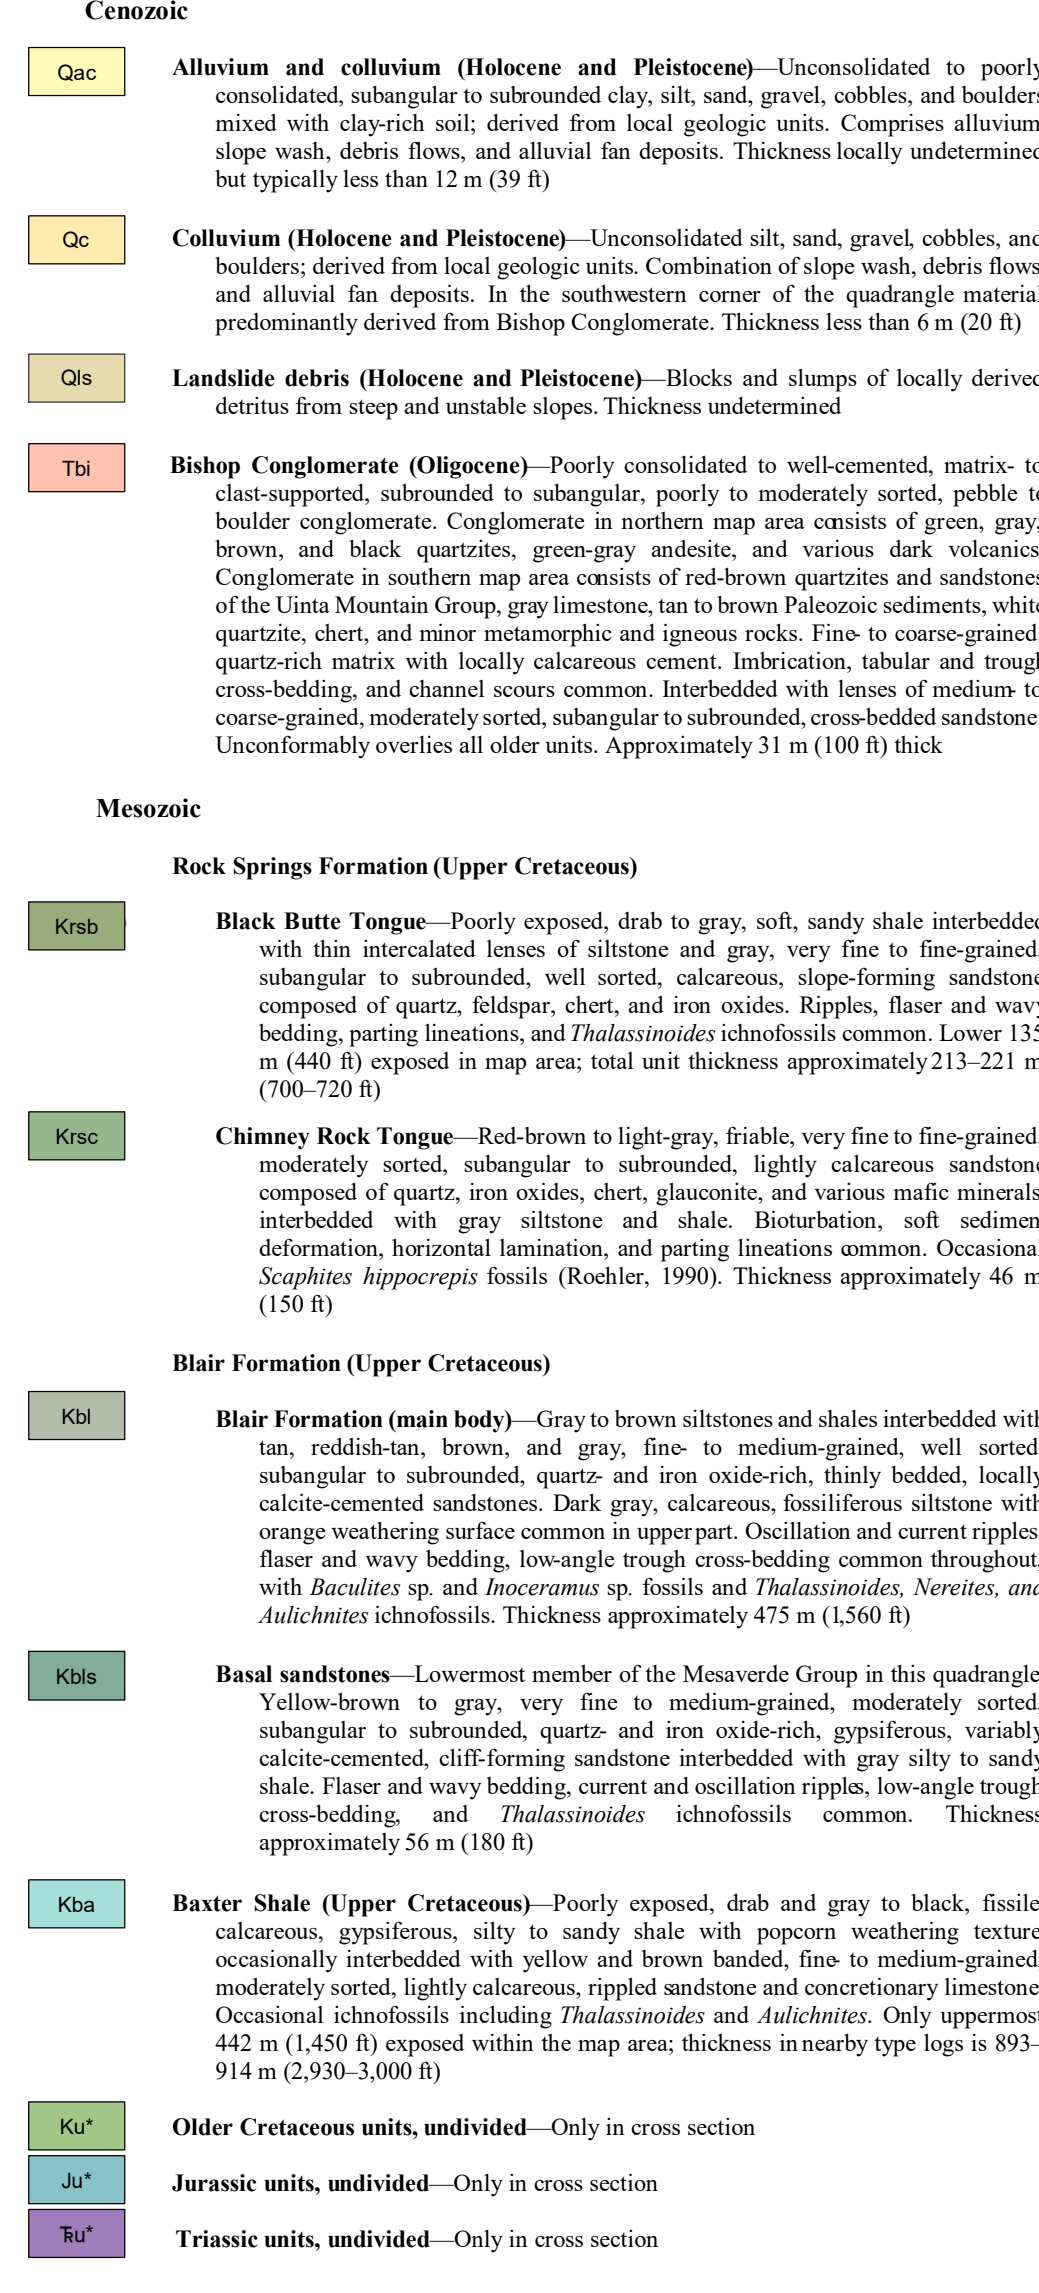 Cenozoic
Qac
Alluvium and colluvium (Holocene and Pleistocene)—Unconsolidated to poorly
consolidated, subangular to subrounded clay, silt, sand, gravel, cobbles, and boulders
mixed with clay-rich soil; derived from local geologic units. Comprises alluvium
slope wash, debris flows, and alluvial fan deposits. Thickness locally undetermined
but typically less than 12 m (39 ft)
Qc
Colluvium (Holocene and Pleistocene)—Unconsolidated silt, sand, gravel, cobbles, and
boulders; derived from local geologic units. Combination of slope wash, debris flows
and alluvial fan deposits. In the southwestern corner of the quadrangle material
predominantly derived from Bishop Conglomerate. Thickness less than 6 m (20 ft)
Qls
Landslide debris (Holocene and Pleistocene)—Blocks and slumps of locally derived
detritus from steep and unstable slopes. Thickness undetermined
Tbi
Bishop Conglomerate (Oligocene)—Poorly consolidated to well-cemented, matrix- to
clast-supported, subrounded to subangular, poorly to moderately sorted, pebble to
boulder conglomerate. Conglomerate in northern map area consists of green, gray,
brown, and black quartzites, green-gray andesite, and various dark volcanics
Conglomerate in southern map area consists of red-brown quartzites and sandstones
of the Uinta Mountain Group, gray limestone, tan to brown Paleozoic sediments, white
quartzite, chert, and minor metamorphic and igneous rocks. Fine- to coarse-grained,
quartz-rich matrix with locally calcareous cement. Imbrication, tabular and trough
cross-bedding, and channel scours common. Interbedded with lenses of medium- to
coarse-grained, moderately sorted, subangular to subrounded, cross-bedded sandstone.
Unconformably overlies all older units. Approximately 31 m (100 ft) thick
Mesozoic
Rock Springs Formation (Upper Cretaceous)
Krsb
Black Butte Tongue—Poorly exposed, drab to gray, soft, sandy shale interbedded
with thin intercalated lenses of siltstone and gray, very fine to fine-grained,
subangular to subrounded, well sorted, calcareous, slope-forming sandstone
composed of quartz, feldspar, chert, and iron oxides. Ripples, flaser and wavy
bedding, parting lineations, and Thalassinoides ichnofossils common. Lower 135
m (440 ft) exposed in map area; total unit thickness approximately 213–221 m
(700–720 ft)
Krsc
Chimney Rock Tongue—Red-brown to light-gray, friable, very fine to fine-grained,
moderately sorted, subangular to subrounded, lightly calcareous sandstone
composed of quartz, iron oxides, chert, glauconite, and various mafic minerals
interbedded with gray siltstone and shale. Bioturbation, soft sedimen
deformation, horizontal lamination, and parting lineations common. Occasional
Scaphites hippocrepis fossils (Roehler, 1990). Thickness approximately 46 m
(150 ft)
Blair Formation (Upper Cretaceous)
Kbl
Blair Formation (main body)—Gray to brown siltstones and shales interbedded with
tan, reddish-tan, brown, and gray, fine- to medium-grained, well sorted,
subangular to subrounded, quartz- and iron oxide-rich, thinly bedded, locally
calcite-cemented sandstones. Dark gray, calcareous, fossiliferous siltstone with
orange weathering surface common in upper part. Oscillation and current ripples
flaser and wavy bedding, low-angle trough cross-bedding common throughout,
with Baculites sp. and Inoceramus sp. fossils and Thalassinoides, Nereites, and
Aulichnites ichnofossils. Thickness approximately 475 m (1,560 ft)
Kbls
Basal sandstones—Lowermost member of the Mesaverde Group in this quadrangle
Yellow-brown to gray, very fine to medium-grained, moderately sorted,
subangular to subrounded, quartz- and iron oxide-rich, gypsiferous, variably
calcite-cemented, cliff-forming sandstone interbedded with gray silty to sandy
shale. Flaser and wavy bedding, current and oscillation ripples, low-angle trough
cross-bedding, and Thalassinoides ichnofossils common. Thickness
approximately 56 m (180 ft)
Kba
Baxter Shale (Upper Cretaceous)—Poorly exposed, drab and gray to black, fissile
calcareous, gypsiferous, silty to sandy shale with popcorn weathering texture
occasionally interbedded with yellow and brown banded, fine- to medium-grained,
moderately sorted, lightly calcareous, rippled sandstone and concretionary limestone
Occasional ichnofossils including Thalassinoides and Aulichnites. Only uppermost
442 m (1,450 ft) exposed within the map area; thickness in nearby type logs is 893–
914 m (2,930–3,000 ft)
Ku*
Older Cretaceous units, undivided—Only in cross section
Ju*
Jurassic units, undivided—Only in cross section
Ꞧu*
Triassic units, undivided—Only in cross section